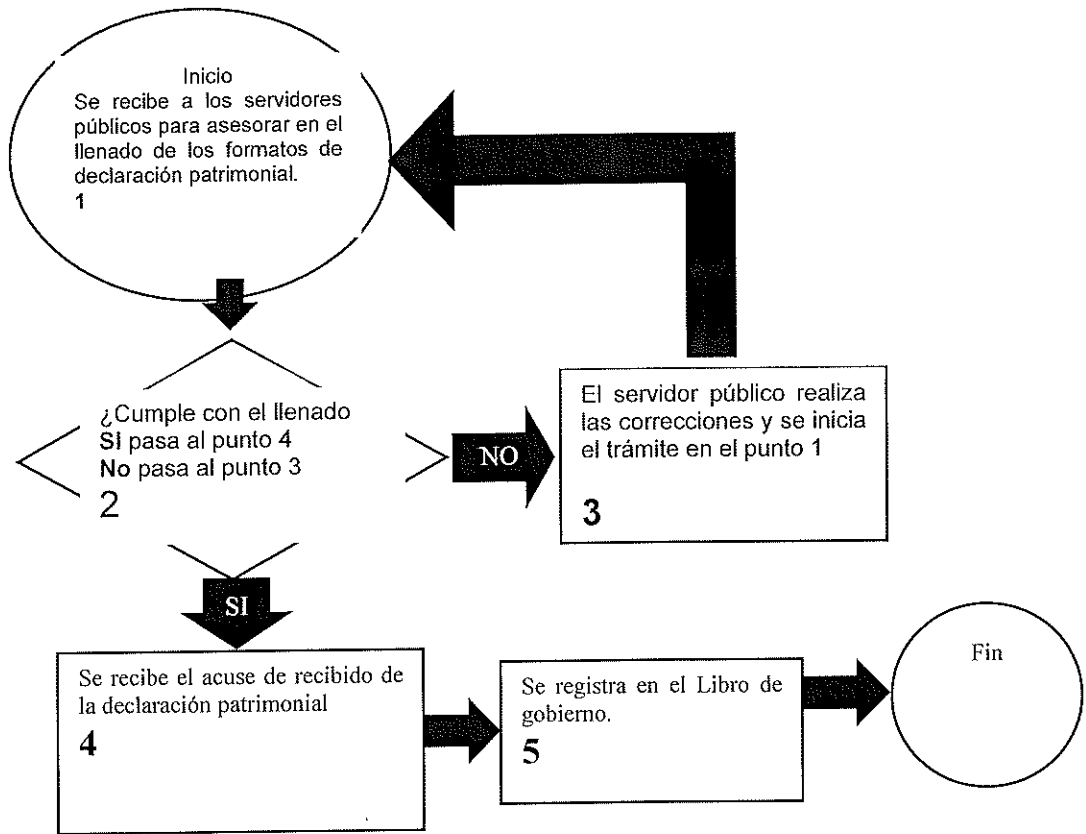 Inicio
Se recibe a los servidores
públicos para asesorar en el
llenado de los formatos de
declaración patrimonial.
1
¿Cumple con el llenado
SI pasa al punto 4
No pasa al punto 3
2
NO
El servidor público realiza
las correcciones y se inicia
el trámite en el punto 1
3
SI
Se recibe el acuse de recibido de
la declaración patrimonial
4
Se registra en el Libro de
gobierno.
5
Fin